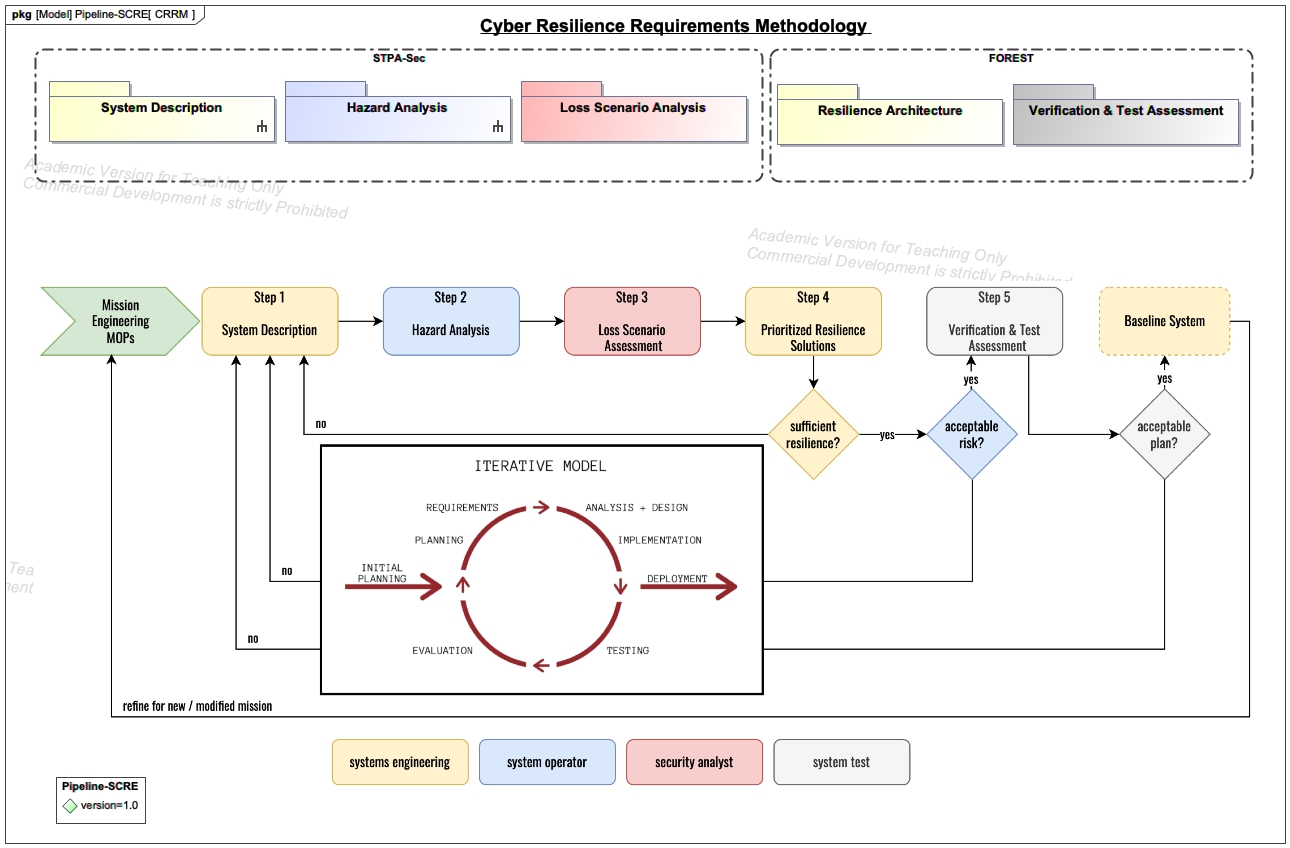 pkg [Model] Pipeline-SCRE[ CRRM ]
Cyber Resilience Requirements Methodology
STPA-Sec
FOREST
System Description
Hazard Analysis
Loss Scenario Analysis
Resilience Architecture
Verification & Test Assessment
Academic Version for Teaching Only
Commercial Development is strictly Prohibited
Academic Version for Teaching Only
Commercial Development is strictly Prohibited
Mission
Engineering
MOPs
Step 1
System Description
Step 2
Hazard Analysis
Step 3
Loss Scenario
Assessment
Step 4
Prioritized Resilience
Solutions
Step 5
Verification & Test
Assessment
Baseline System
yes
yes
no
sufficient
resilience?
yes
acceptable
risk?
acceptable
plan?
ITERATIVE MODEL
REQUIREMENTS
ANALYSIS + DESIGN
PLANNING
IMPLEMENTATION
INITIAL
PLANNING
DEPLOYMENT
EVALUATION
TESTING
no
no
Tea
ment
refine for new / modified mission
systems engineering
system operator
security analyst
system test
Pipeline-SCRE
version=1.0